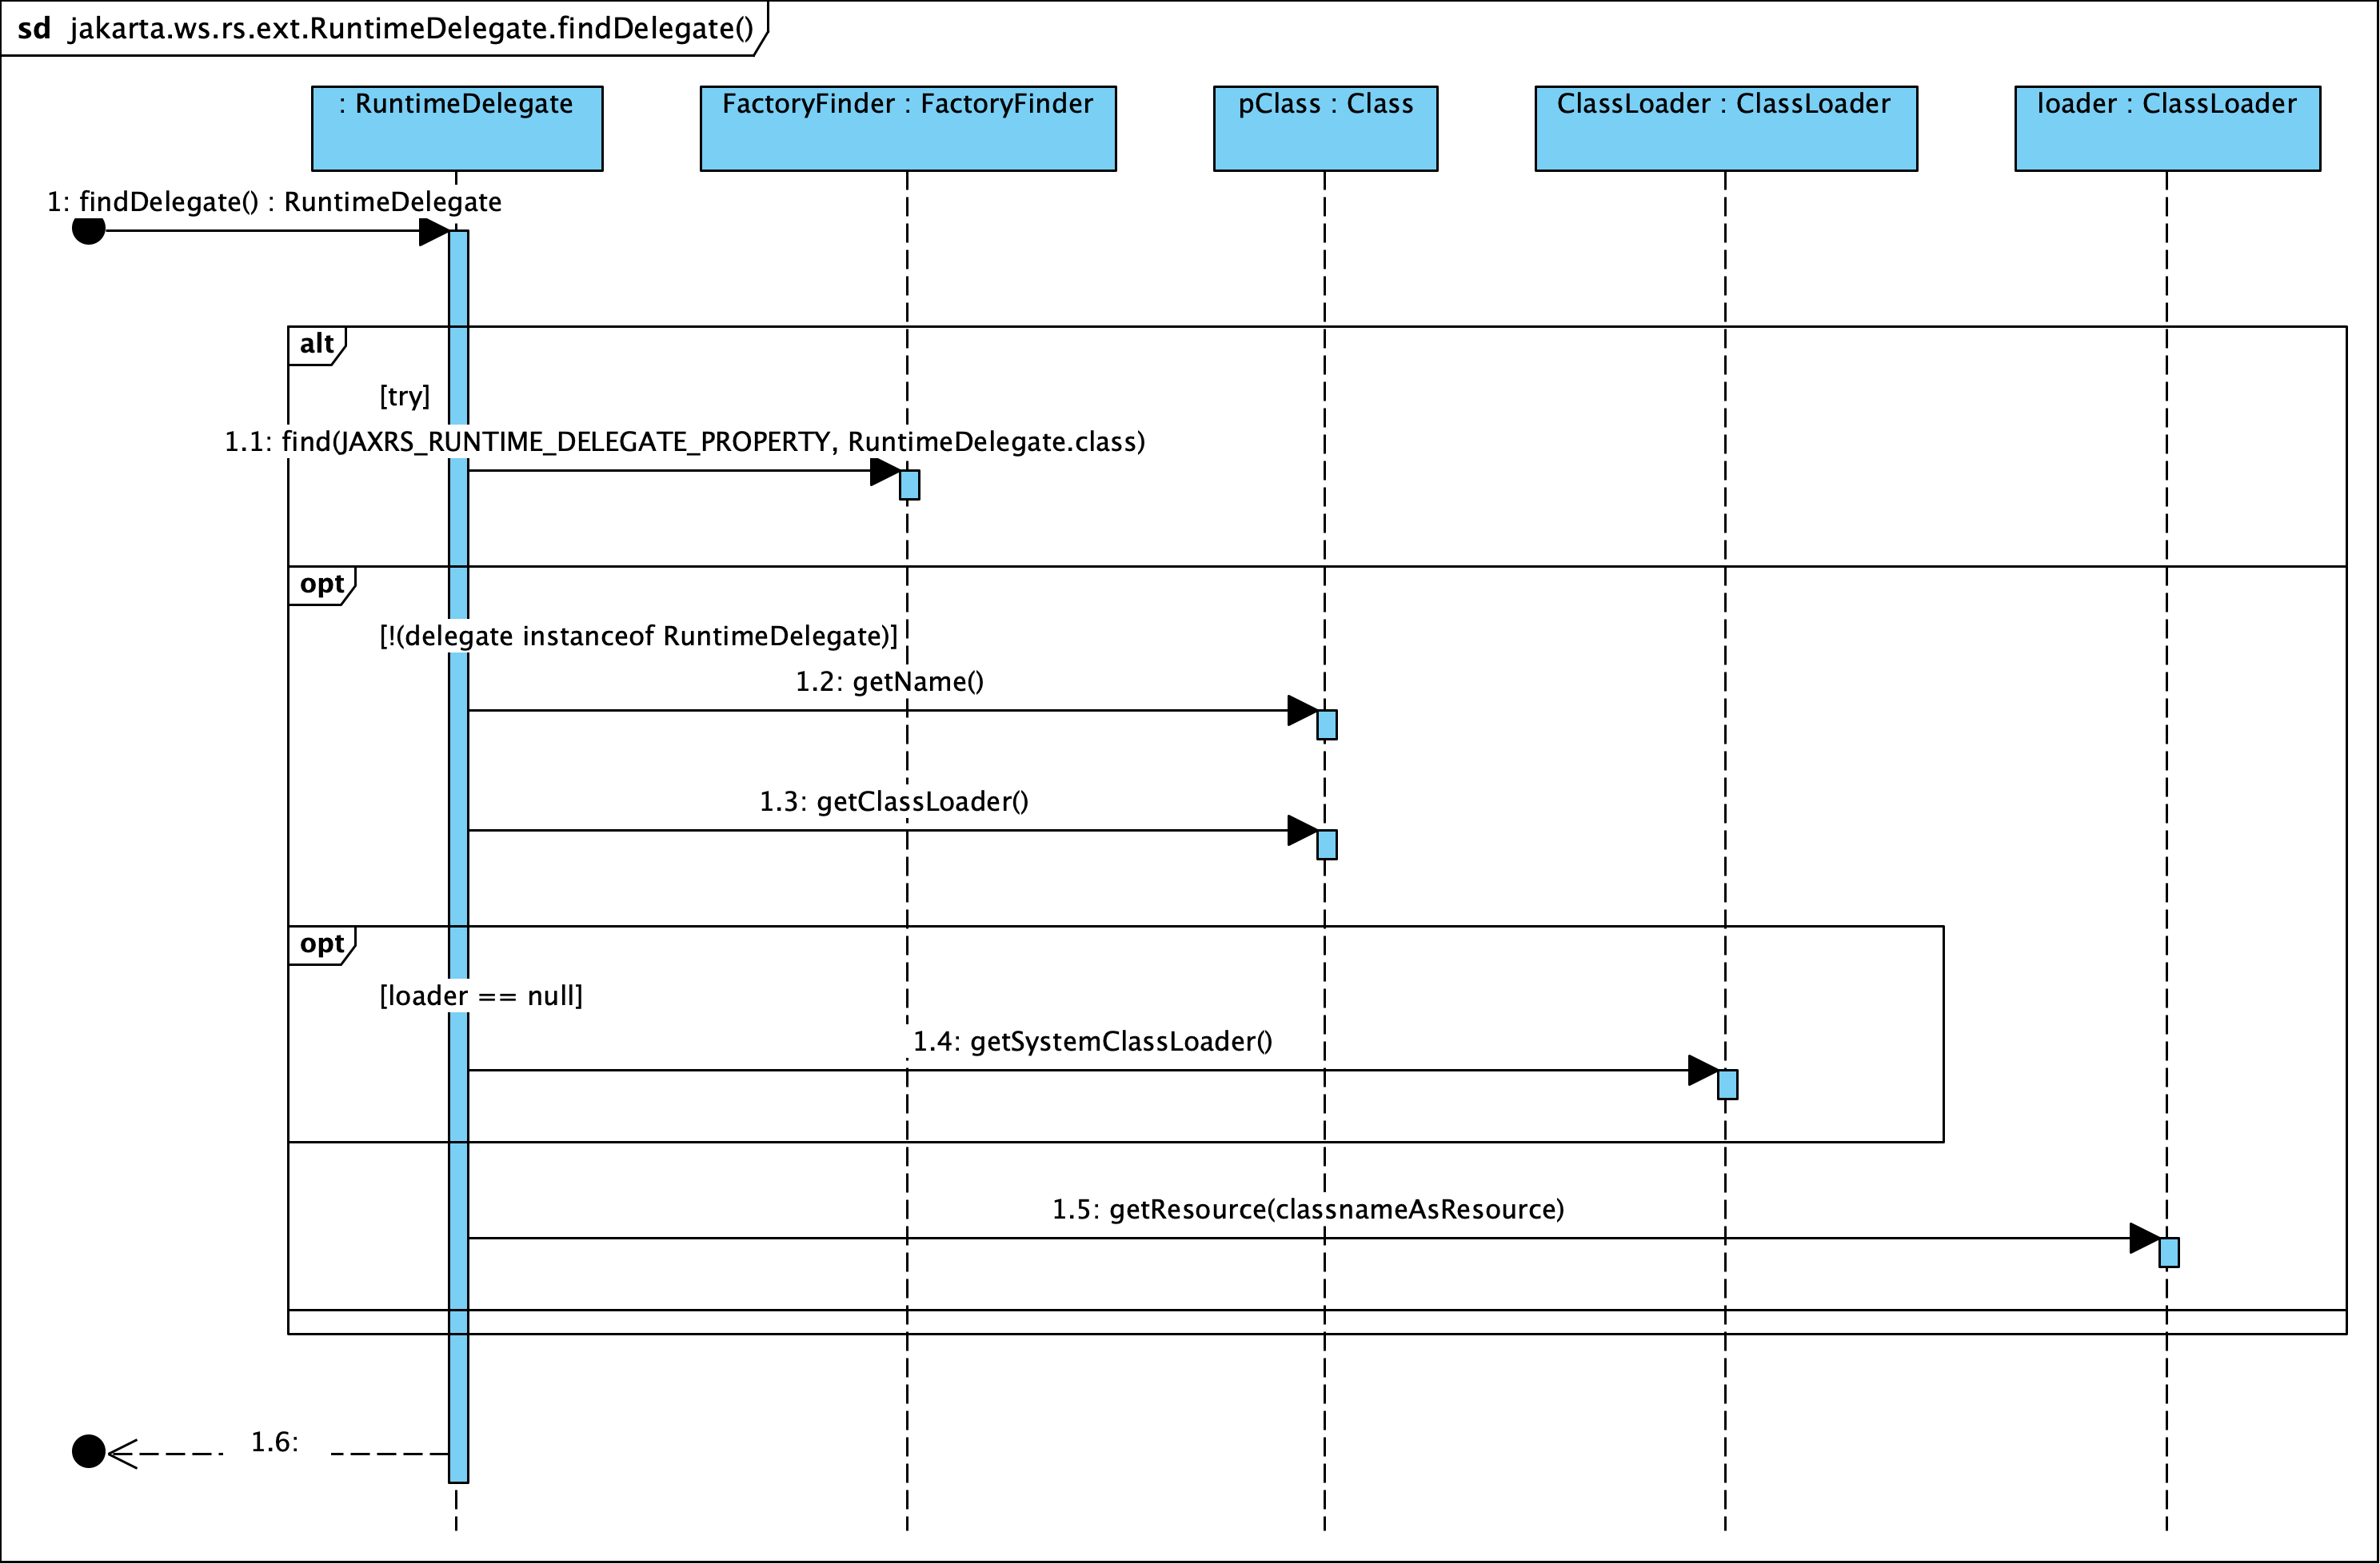 sd jakarta.ws.rs.ext.RuntimeDelegate.findDelegate()
: RuntimeDelegate
FactoryFinder : FactoryFinder
pClass : Class
ClassLoader : ClassLoader
loader : ClassLoader
1: findDelegate() : RuntimeDelegate
alt
[try]
1.1: find(JAXRS_RUNTIME_DELEGATE_PROPERTY, RuntimeDelegate.class)
opt
[!(delegate instanceof RuntimeDelegate)]
1.2: getName()
1.3: getClassLoader()
opt
[loader == null]
1.4: getSystemClassLoader()
1.5: getResource(classnameAsResource)
1.6: